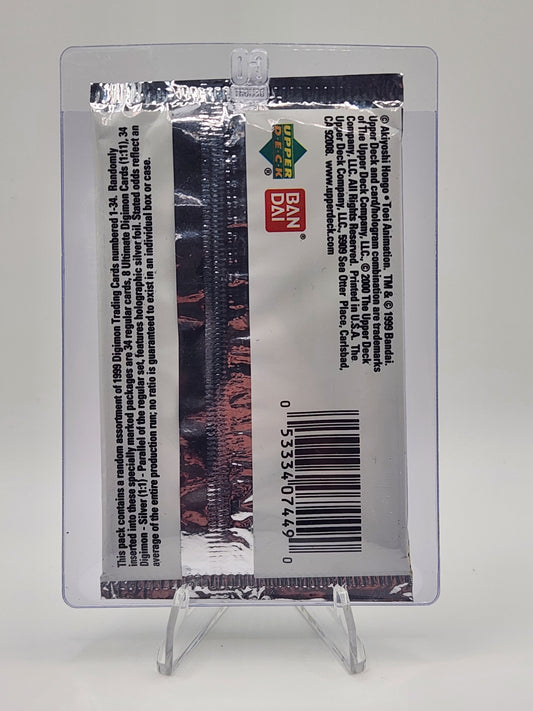 © Akiyoshi Hongo • Toei Animation. TM & © 1999 Bandai.
Upper Deck and card/hologram combination are trademarks
of The Upper Deck Company, LLC. © 2000 The Upper Deck
Company, LLC. All Rights Reserved. Printed in U.S.A. The
Upper Deck Company, LLC, 5909 Sea Otter Place, Carlsbad,
CA 92008. www.upperdeck.com
UPPER
DECK
®
BAN
DAI
®
0 53334 07449 0
This pack contains a random assortment of 1999 Digimon Trading Cards numbered 1-34. Randomly
inserted into these specially marked packages are 34 regular cards, 8 Ultimate Digimon Cards (1:11), 34
Digimon - Silver (1:1) - Parallel of the regular set, features holographic silver foil. Stated odds reflect an
average of the entire production run; no ratio is guaranteed to exist in an individual box or case.